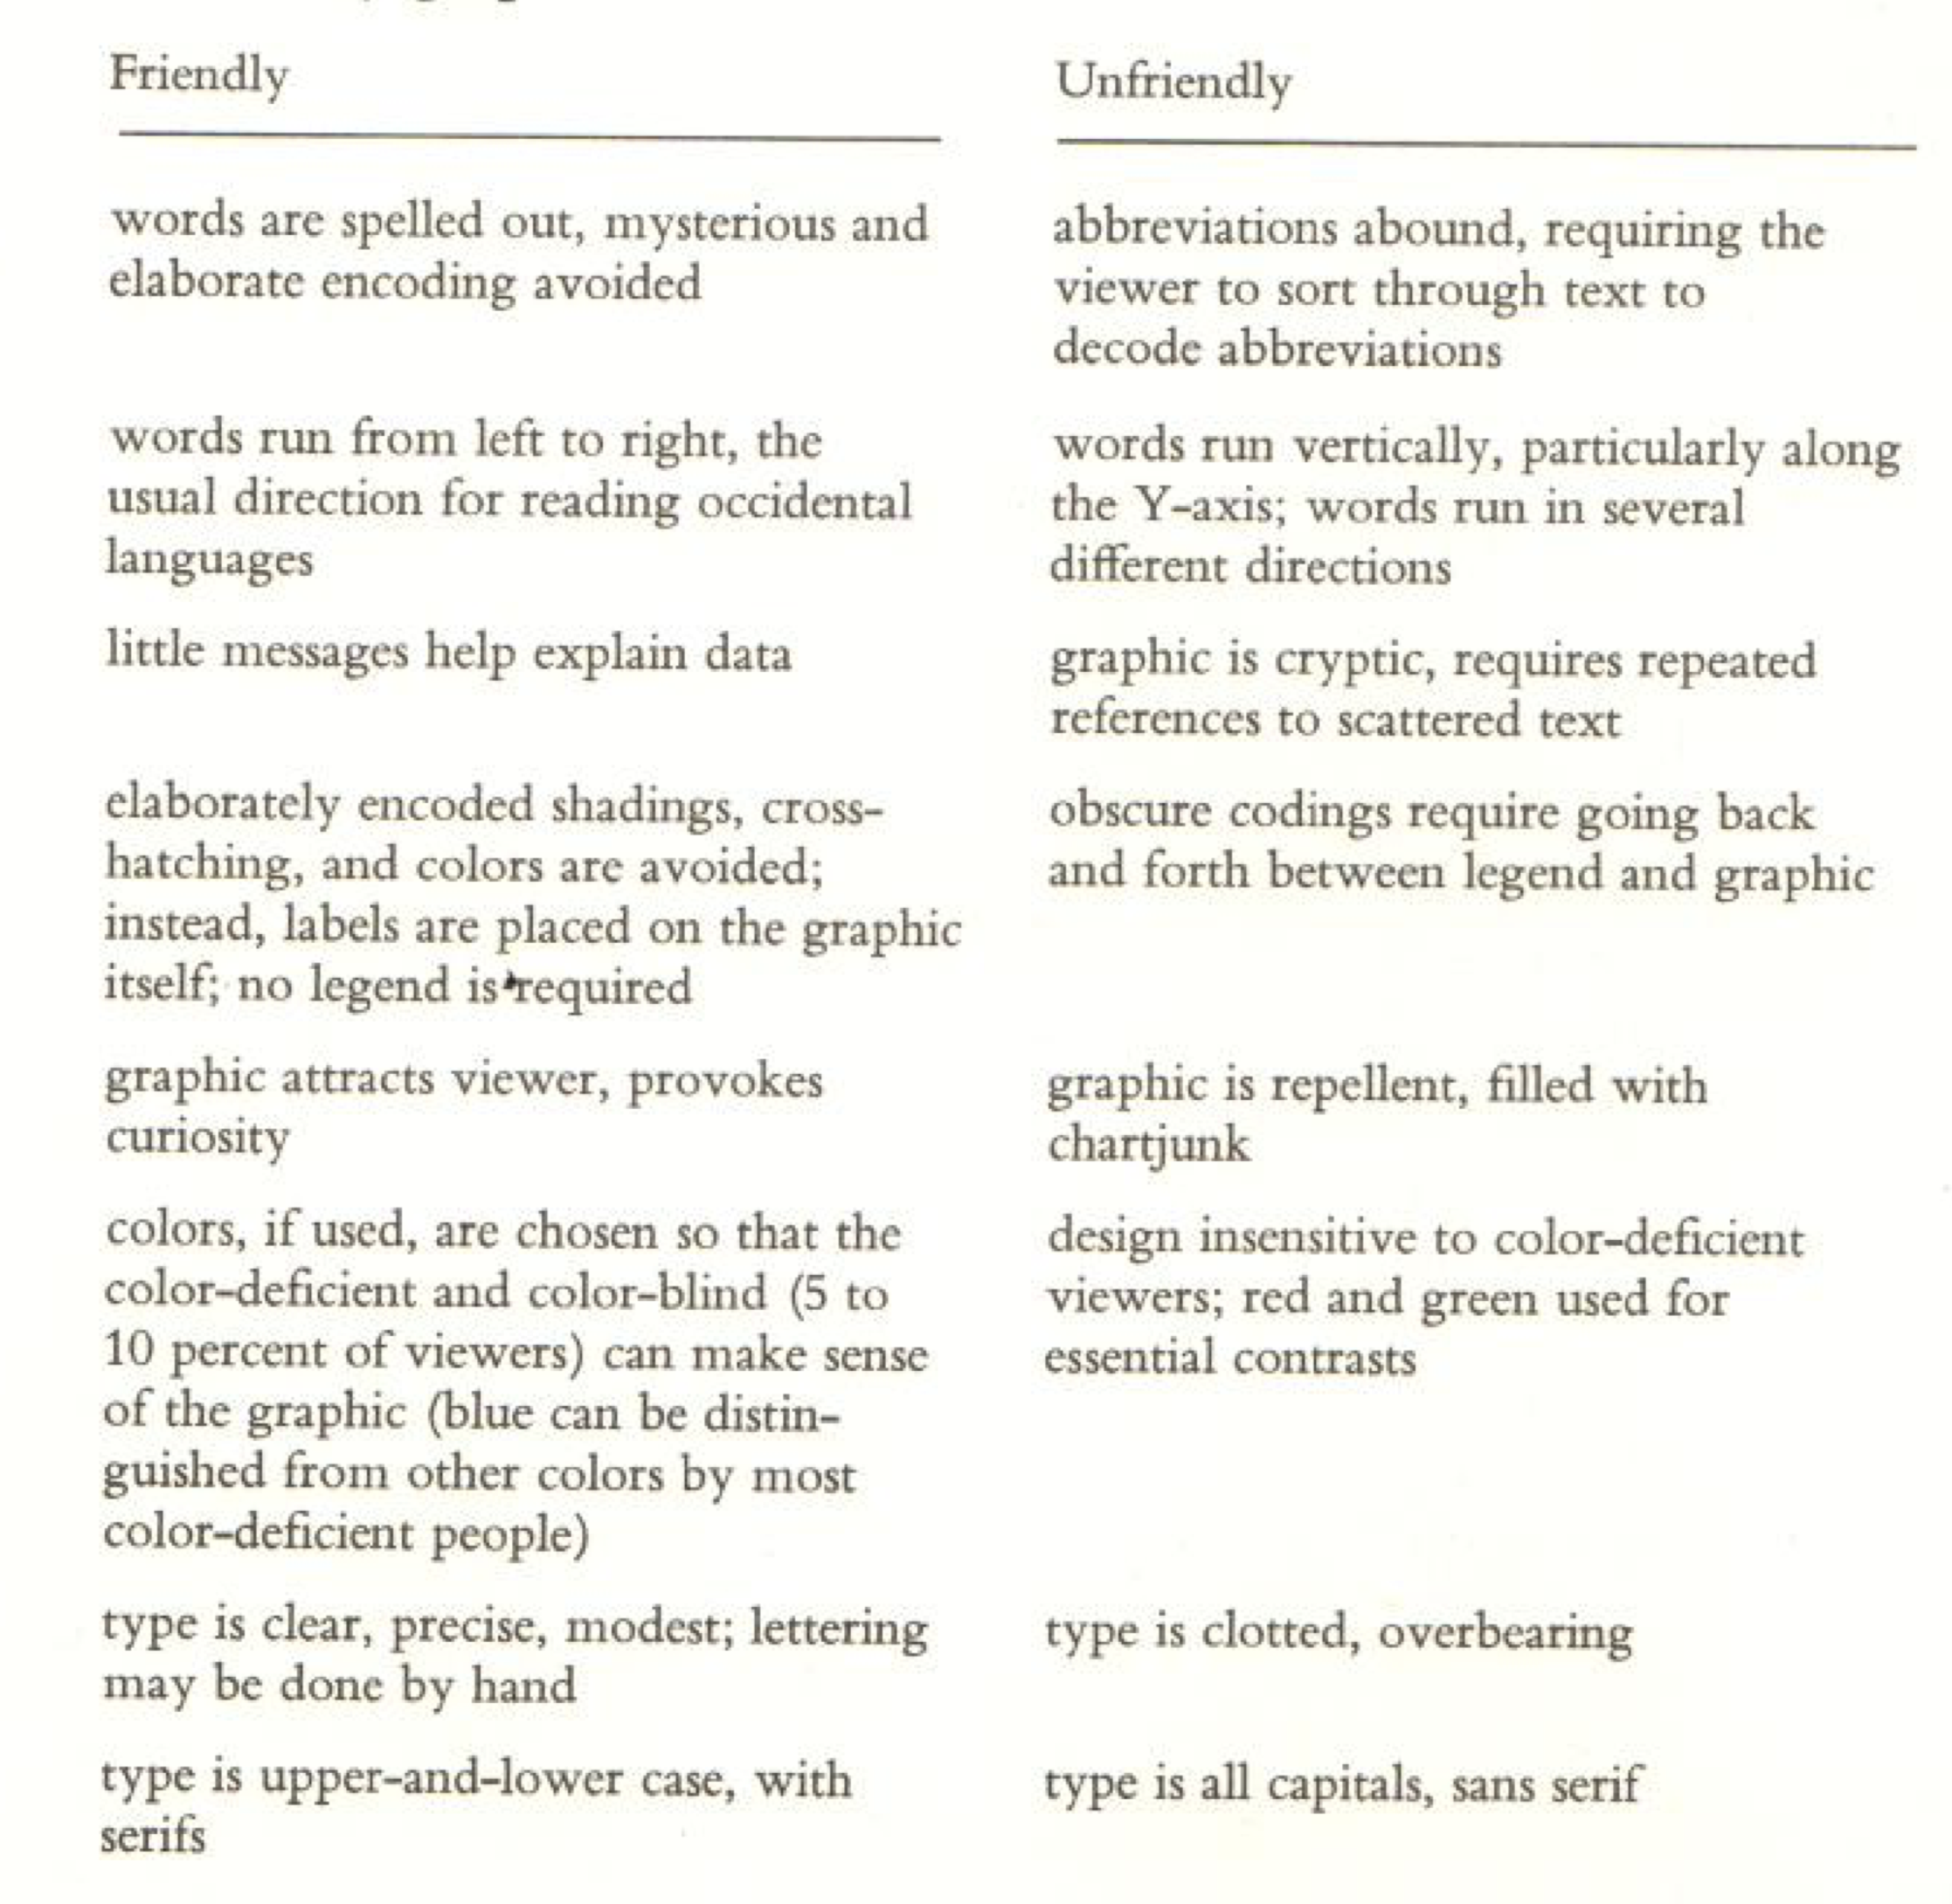 Friendly
Unfriendly
words are spelled out, mysterious and
elaborate encoding avoided
abbreviations abound, requiring the
viewer to sort through text to
decode abbreviations
words run from left to right, the
usual direction for reading occidental
languages
words run vertically, particularly along
the Y-axis; words run in several
different directions
little messages help explain data
graphic is cryptic, requires repeated
references to scattered text
elaborately encoded shadings, cross-
hatching, and colors are avoided;
instead, labels are placed on the graphic
itself; no legend is required
obscure codings require going back
and forth between legend and graphic
graphic attracts viewer, provokes
curiosity
graphic is repellent, filled with
chartjunk
colors, if used, are chosen so that the
color-deficient and color-blind (5 to
10 percent of viewers) can make sense
of the graphic (blue can be distin-
guished from other colors by most
color-deficient people)
design insensitive to color-deficient
viewers; red and green used for
essential contrasts
type is clear, precise, modest; lettering
may be done by hand
type is clotted, overbearing
type is upper-and-lower case, with
serifs
type is all capitals, sans serif